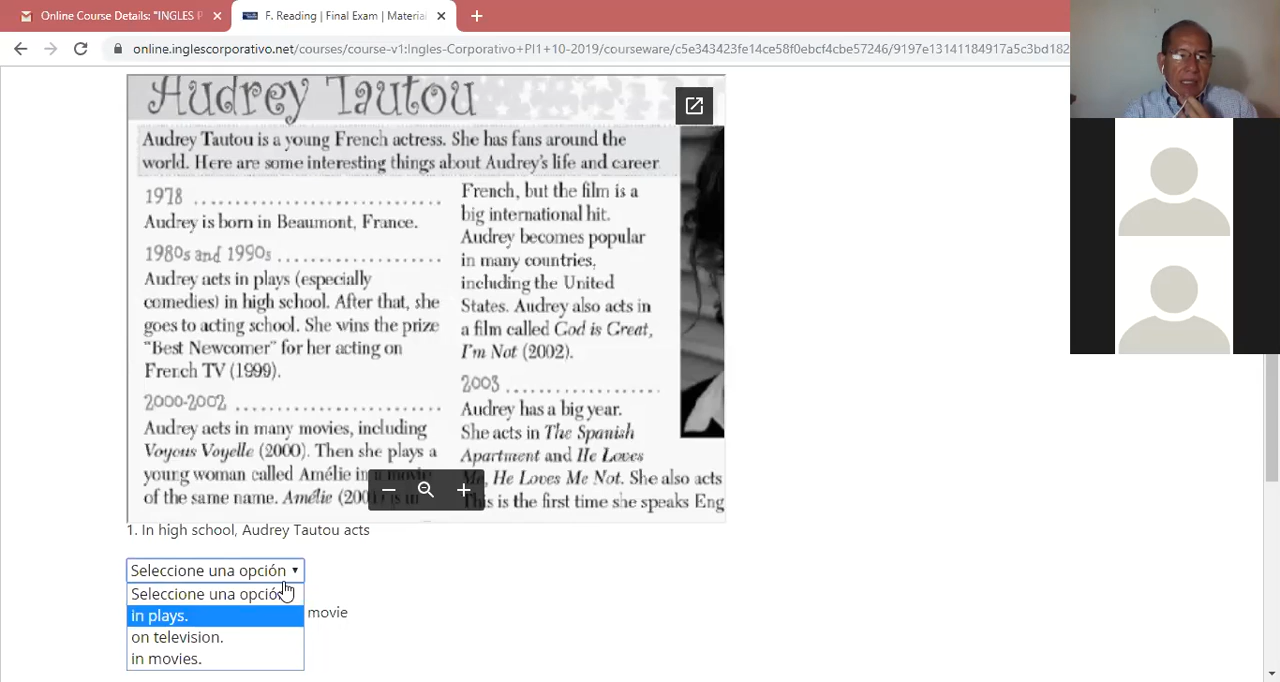 Online Course Details: "INGLES P
F. Reading | Final Exam | Materia
online.inglescorporativo.net/courses/course-v1:Ingles-Corporativo+PI1+10-2019/courseware/c5e343423fe14ce58f0ebcf4cbe57246/9197e13141184917a5c3bd182
Audrey Tautou
Audrey Tautou is a young French actress. She has fans around the
world. Here are some interesting things about Audrey's life and career
1978
Audrey is born in Beaumont, France.
1980s and 1990s
Audrey acts in plays (especially
comedies) in high school. After that, she
goes to acting school. She wins the prize
"Best Newcomer" for her acting on
French TV (1999).
2000-2002
Audrey acts in many movies, including
Voyous Voyelle (2000). Then she plays a
young woman called Amélie in a movie
of the same name. Amélie (200
French, but the film is a
big international hit.
Audrey becomes popular
in many countries,
including the United
States. Audrey also acts in
a film called God is Great,
I'm Not (2002).
2003
Audrey has a big year.
She acts in The Spanish
Apartment and He Loves
Me, He Loves Me Not. She also acts
This is the first time she speaks Eng
1. In high school, Audrey Tautou acts
Seleccione una opción
Seleccione una opción
in plays.
on television.
in movies.
movie